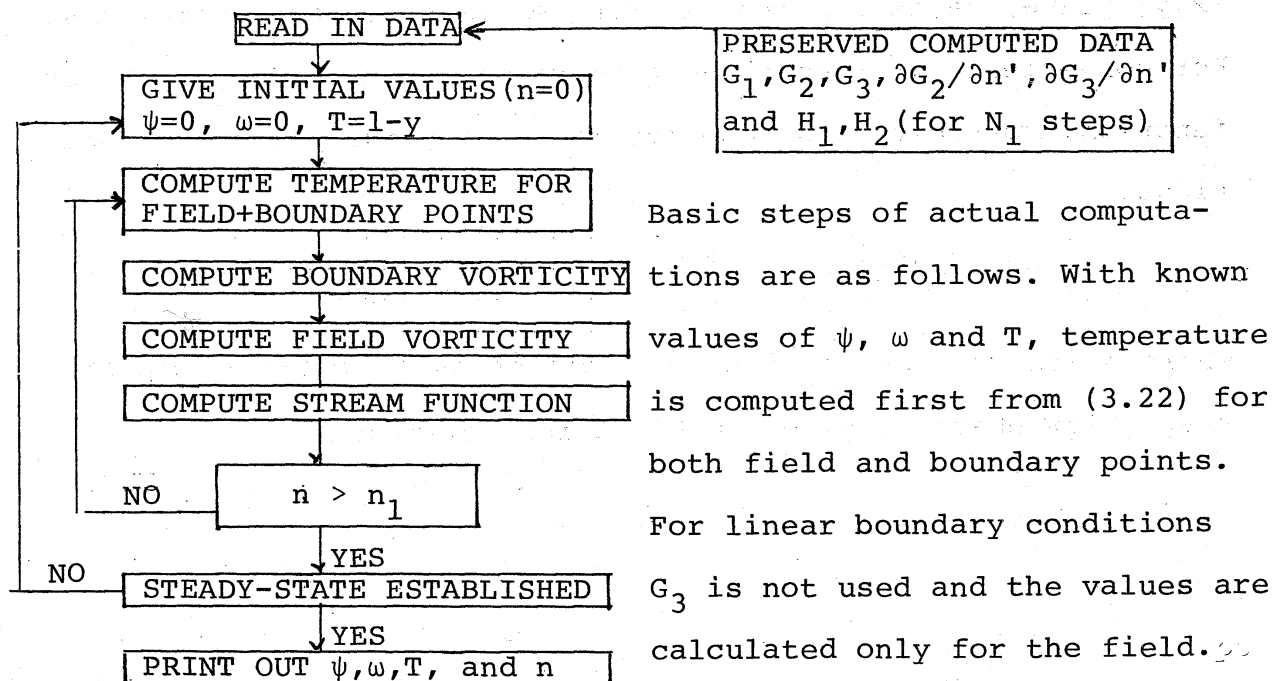 READ IN DATA
PRESERVED COMPUTED DATA
G₁,G₂,G₃,∂G₂/∂n',∂G₃/∂n'
and H₁,H₂(for N₁ steps)
GIVE INITIAL VALUES(n=0)
ψ=0, ω=0, T=1-y
COMPUTE TEMPERATURE FOR
FIELD+BOUNDARY POINTS
COMPUTE BOUNDARY VORTICITY
COMPUTE FIELD VORTICITY
COMPUTE STREAM FUNCTION
NO
n > n₁
YES
NO
STEADY-STATE ESTABLISHED
YES
PRINT OUT ψ,ω,T, and n
Basic steps of actual computa-
tions are as follows. With known
values of ψ, ω and T, temperature
is computed first from (3.22) for
both field and boundary points.
For linear boundary conditions
G₃ is not used and the values are
calculated only for the field.